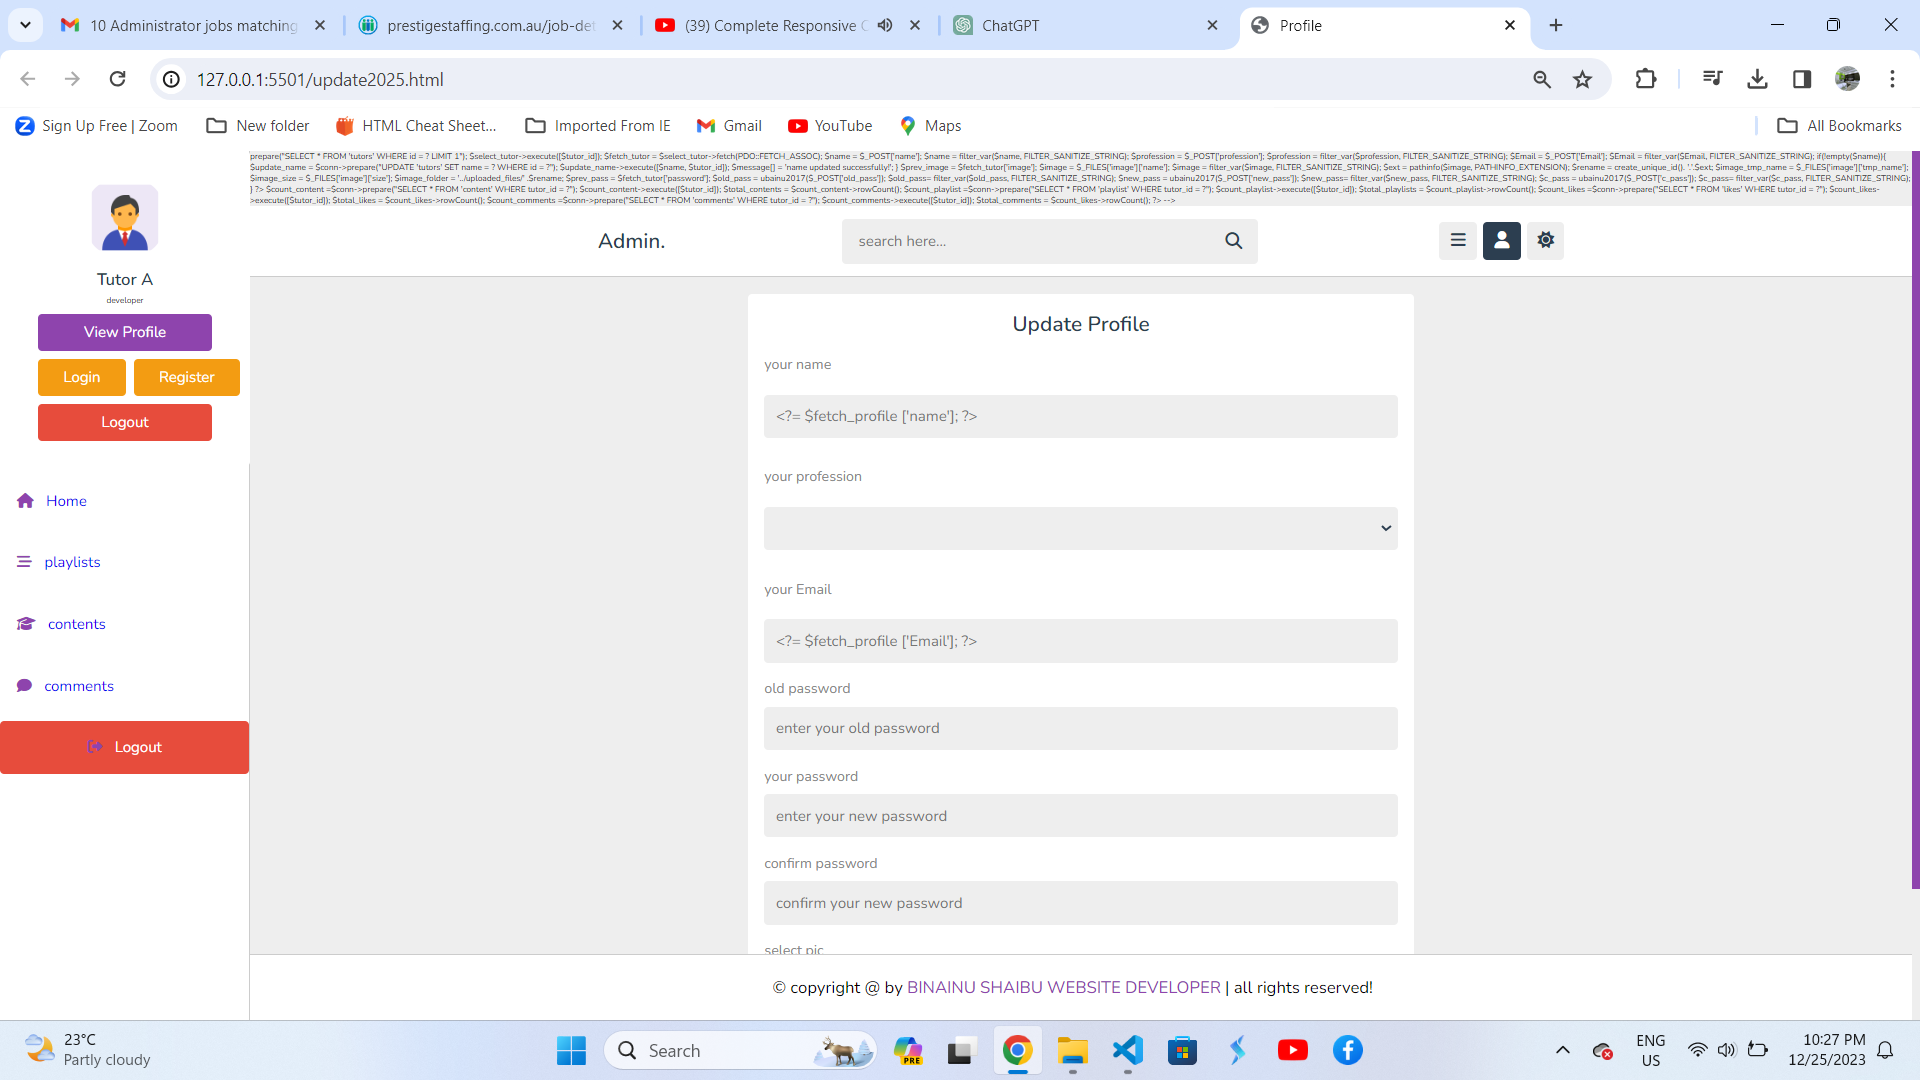 10 Administrator jobs matching
prestigestaffing.com.au/job-det
(39) Complete Responsive C
ChatGPT
Profile
127.0.0.1:5501/update2025.html
Sign Up Free | Zoom
New folder
HTML Cheat Sheet...
Imported From IE
Gmail
YouTube
Maps
All Bookmarks
prepare("SELECT * FROM 'tutors' WHERE id = ? LIMIT 1"); $select_tutor->execute([$tutor_id]); $fetch_tutor = $select_tutor->fetch(PDO::FETCH_ASSOC); $name = $_POST['name']; $name = filter_var($name, FILTER_SANITIZE_STRING); $profession = $_POST['profession']; $profession = filter_var($profession, FILTER_SANITIZE_STRING); $Email = $_POST['Email']; $Email = filter_var($Email, FILTER_SANITIZE_STRING); if(!empty($name)){
$update_name = $conn->prepare("UPDATE 'tutors' SET name = ? WHERE id = ?"); $update_name->execute([$name, $tutor_id]); $message[] = 'name updated successfully!'; } $prev_image = $fetch_tutor['image']; $image = $_FILES['image']['name']; $image = filter_var($image, FILTER_SANITIZE_STRING); $ext = pathinfo($image, PATHINFO_EXTENSION); $rename = create_unique_id(). '.'.$ext; $image_tmp_name = $_FILES['image']['tmp_name'];
$image_size = $_FILES['image']['size']; $image_folder = '../uploaded_files/' .$rename; $prev_pass = $fetch_tutor['password']; $old_pass = ubainu2017($_POST['old_pass']); $old_pass= filter_var($old_pass, FILTER_SANITIZE_STRING); $new_pass = ubainu2017($_POST['new_pass']); $new_pass= filter_var($new_pass, FILTER_SANITIZE_STRING); $c_pass = ubainu2017($_POST['c_pass']); $c_pass= filter_var($c_pass, FILTER_SANITIZE_STRING);
} ?> $count_content =$conn->prepare("SELECT * FROM 'content' WHERE tutor_id = ?"); $count_content->execute([$tutor_id]); $total_contents = $count_content->rowCount(); $count_playlist =$conn->prepare("SELECT * FROM 'playlist' WHERE tutor_id = ?"); $count_playlist->execute([$tutor_id]); $total_playlists = $count_playlist->rowCount(); $count_likes =$conn->prepare("SELECT * FROM 'likes' WHERE tutor_id = ?"); $count_likes-
>execute([$tutor_id]); $total_likes = $count_likes->rowCount(); $count_comments =$conn->prepare("SELECT * FROM 'comments' WHERE tutor_id = ?"); $count_comments->execute([$tutor_id]); $total_comments = $count_likes->rowCount(); ?> -->
Admin.
search here...
Tutor A
developer
View Profile
Login
Register
Logout
Home
playlists
contents
comments
Logout
Update Profile
your name
<?= $fetch_profile ['name']; ?>
your profession
your Email
<?= $fetch_profile ['Email']; ?>
old password
enter your old password
your password
enter your new password
confirm password
confirm your new password
select pic
© copyright @ by BINAINU SHAIBU WEBSITE DEVELOPER | all rights reserved!
23°C
Partly cloudy
Search
PRE
ENG
US
10:27 PM
12/25/2023